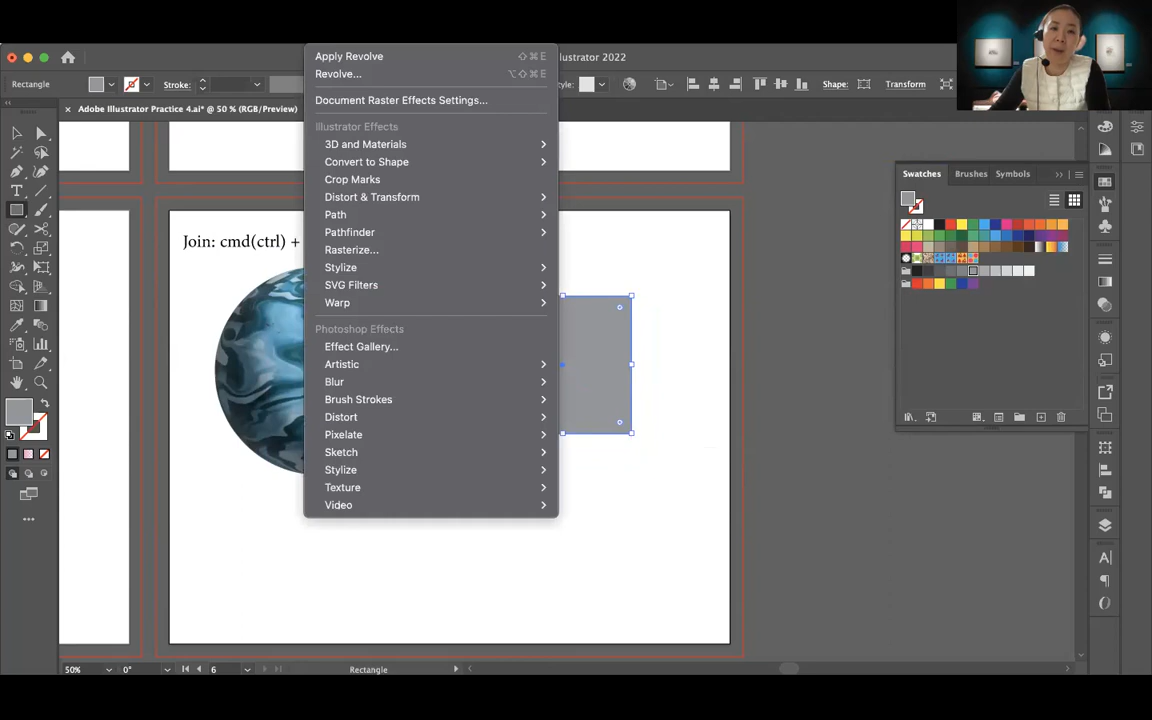 Apply Revolve ⇧⌘E
Illustrator 2022
Revolve... ⌥⇧⌘E
Rectangle
Stroke:
Style:
Shape:
Transform
Document Raster Effects Settings...
Adobe Illustrator Practice 4.ai* @ 50 % (RGB/Preview)
Illustrator Effects
3D and Materials
Convert to Shape
Crop Marks
Distort & Transform
Path
Pathfinder
Rasterize...
Stylize
SVG Filters
Warp
Photoshop Effects
Effect Gallery...
Artistic
Blur
Brush Strokes
Distort
Pixelate
Sketch
Stylize
Texture
Video
Swatches Brushes Symbols
Join: cmd(ctrl) +
50% 0° 6 Rectangle